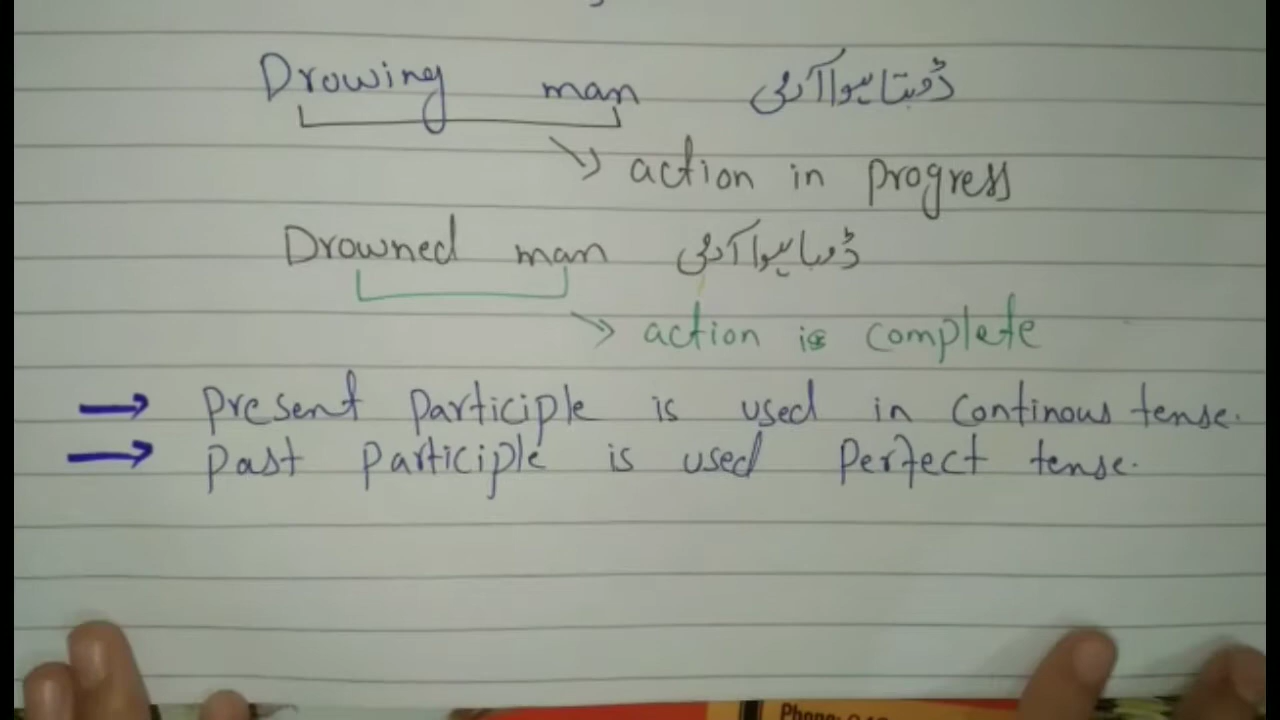 Drowing man ڈوبتا ہوا آدمی
action in progress
Drowned man ڈوبا ہوا آدمی
action is complete
Present participle is used in continous tense.
Past participle is used perfect tense.
Phone: